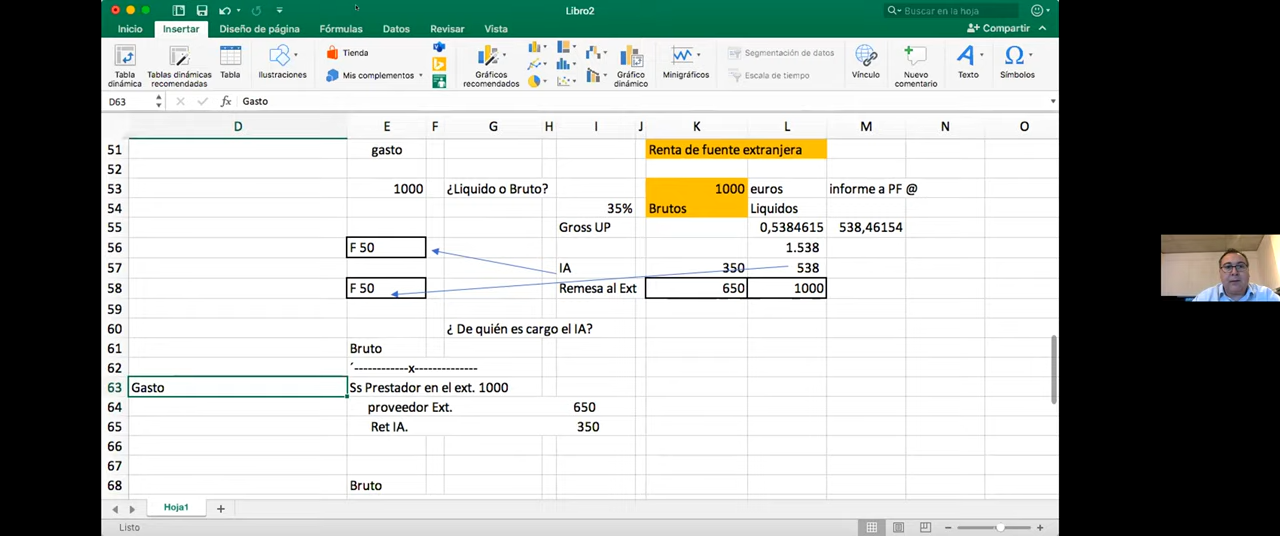 Libro2
Buscar en la hoja
Inicio Insertar Diseño de página Fórmulas Datos Revisar Vista Compartir
Tabla dinámica
Tablas dinámicas recomendadas
Tabla
Ilustraciones
Tienda
Mis complementos
Gráficos recomendados
Gráfico dinámico
Minigráficos
Segmentación de datos
Escala de tiempo
Vínculo
Nuevo comentario
Texto
Símbolos
D63 fx Gasto
D E F G H I J K L M N O
51 gasto Renta de fuente extranjera
52
53 1000 ¿Liquido o Bruto? 1000 euros informe a PF @
54 35% Brutos Liquidos
55 Gross UP 0,5384615 538,46154
56 F 50 1.538
57 IA 350 538
58 F 50 Remesa al Ext 650 1000
59
60 ¿ De quién es cargo el IA?
61 Bruto
62 ´------------x--------------
63 Gasto Ss Prestador en el ext. 1000
64 proveedor Ext. 650
65 Ret IA. 350
66
67
68 Bruto
Hoja1
Listo